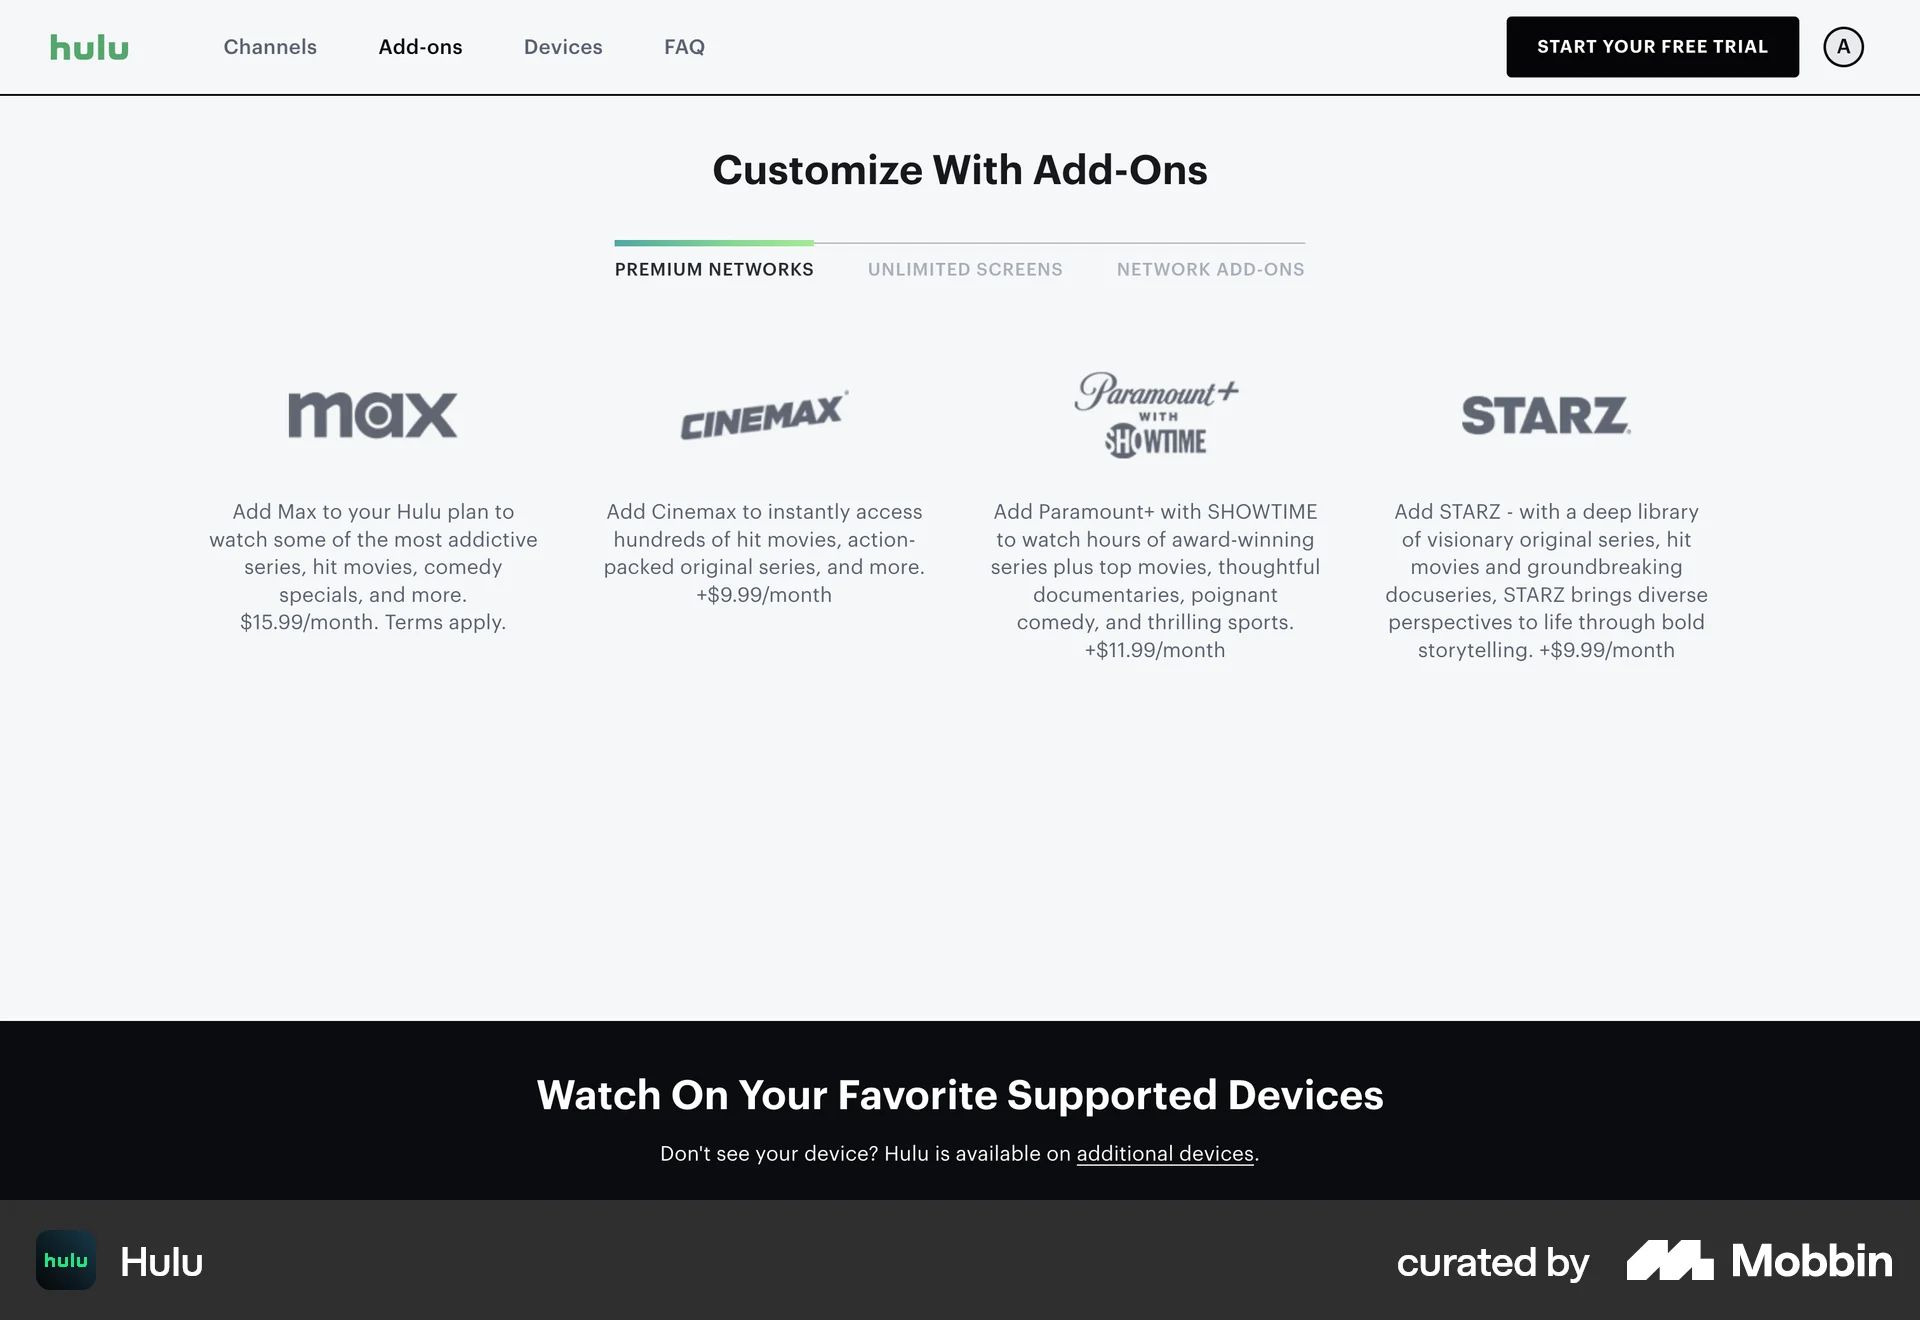 hulu
Channels
Add-ons
Devices
FAQ
START YOUR FREE TRIAL
A
Customize With Add-Ons
PREMIUM NETWORKS
UNLIMITED SCREENS
NETWORK ADD-ONS
max
Add Max to your Hulu plan to
watch some of the most addictive
series, hit movies, comedy
specials, and more.
$15.99/month. Terms apply.
CINEMAX
Add Cinemax to instantly access
hundreds of hit movies, action-
packed original series, and more.
+$9.99/month
Paramount+
WITH
SHOWTIME
Add Paramount+ with SHOWTIME
to watch hours of award-winning
series plus top movies, thoughtful
documentaries, poignant
comedy, and thrilling sports.
+$11.99/month
STARZ
Add STARZ - with a deep library
of visionary original series, hit
movies and groundbreaking
docuseries, STARZ brings diverse
perspectives to life through bold
storytelling. +$9.99/month
Watch On Your Favorite Supported Devices
Don't see your device? Hulu is available on additional devices.
hulu
Hulu
curated by
Mobbin